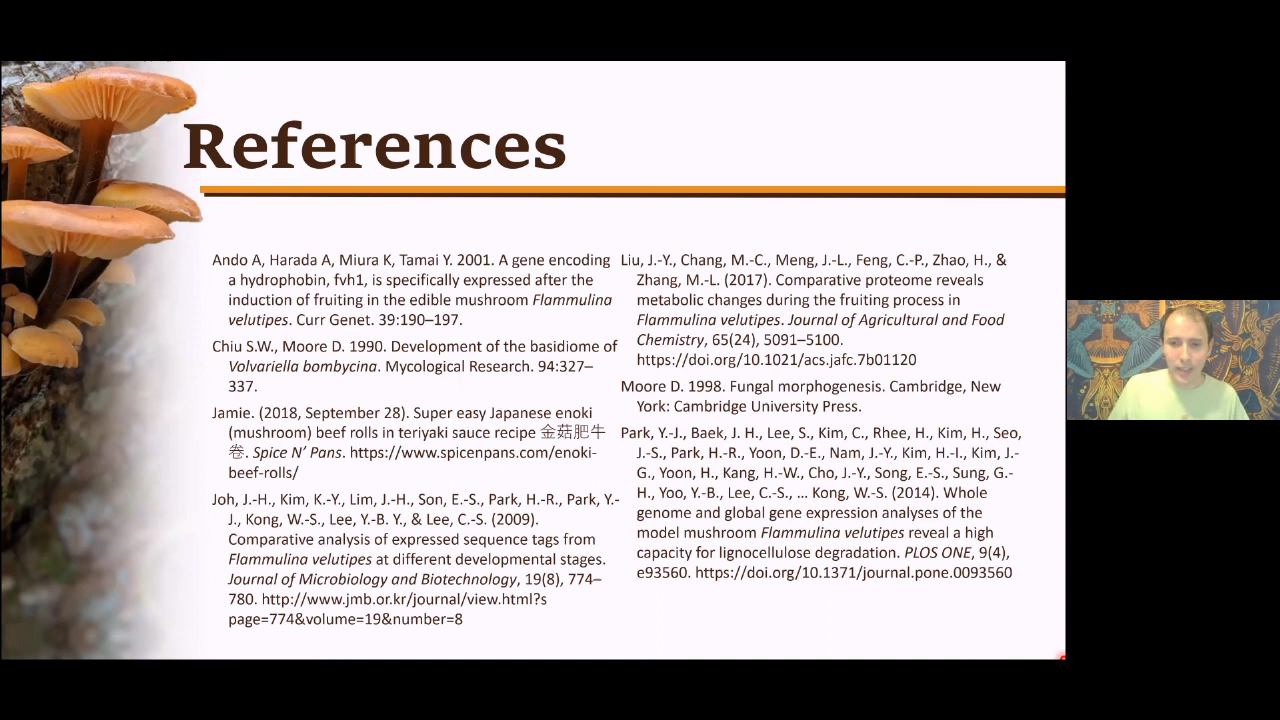 References
Ando A, Harada A, Miura K, Tamai Y. 2001. A gene encoding
a hydrophobin, fvh1, is specifically expressed after the
induction of fruiting in the edible mushroom Flammulina
velutipes. Curr Genet. 39:190–197.
Chiu S.W., Moore D. 1990. Development of the basidiome of
Volvariella bombycina. Mycological Research. 94:327–
337.
Jamie. (2018, September 28). Super easy Japanese enoki
(mushroom) beef rolls in teriyaki sauce recipe 金菇肥牛
卷. Spice N’ Pans. https://www.spicenpans.com/enoki-
beef-rolls/
Joh, J.-H., Kim, K.-Y., Lim, J.-H., Son, E.-S., Park, H.-R., Park, Y.-
J., Kong, W.-S., Lee, Y.-B. Y., & Lee, C.-S. (2009).
Comparative analysis of expressed sequence tags from
Flammulina velutipes at different developmental stages.
Journal of Microbiology and Biotechnology, 19(8), 774–
780. http://www.jmb.or.kr/journal/view.html?s
page=774&volume=19&number=8
Liu, J.-Y., Chang, M.-C., Meng, J.-L., Feng, C.-P., Zhao, H., &
Zhang, M.-L. (2017). Comparative proteome reveals
metabolic changes during the fruiting process in
Flammulina velutipes. Journal of Agricultural and Food
Chemistry, 65(24), 5091–5100.
https://doi.org/10.1021/acs.jafc.7b01120
Moore D. 1998. Fungal morphogenesis. Cambridge, New
York: Cambridge University Press.
Park, Y.-J., Baek, J. H., Lee, S., Kim, C., Rhee, H., Kim, H., Seo,
J.-S., Park, H.-R., Yoon, D.-E., Nam, J.-Y., Kim, H.-I., Kim, J.-
G., Yoon, H., Kang, H.-W., Cho, J.-Y., Song, E.-S., Sung, G.-
H., Yoo, Y.-B., Lee, C.-S., … Kong, W.-S. (2014). Whole
genome and global gene expression analyses of the
model mushroom Flammulina velutipes reveal a high
capacity for lignocellulose degradation. PLOS ONE, 9(4),
e93560. https://doi.org/10.1371/journal.pone.0093560